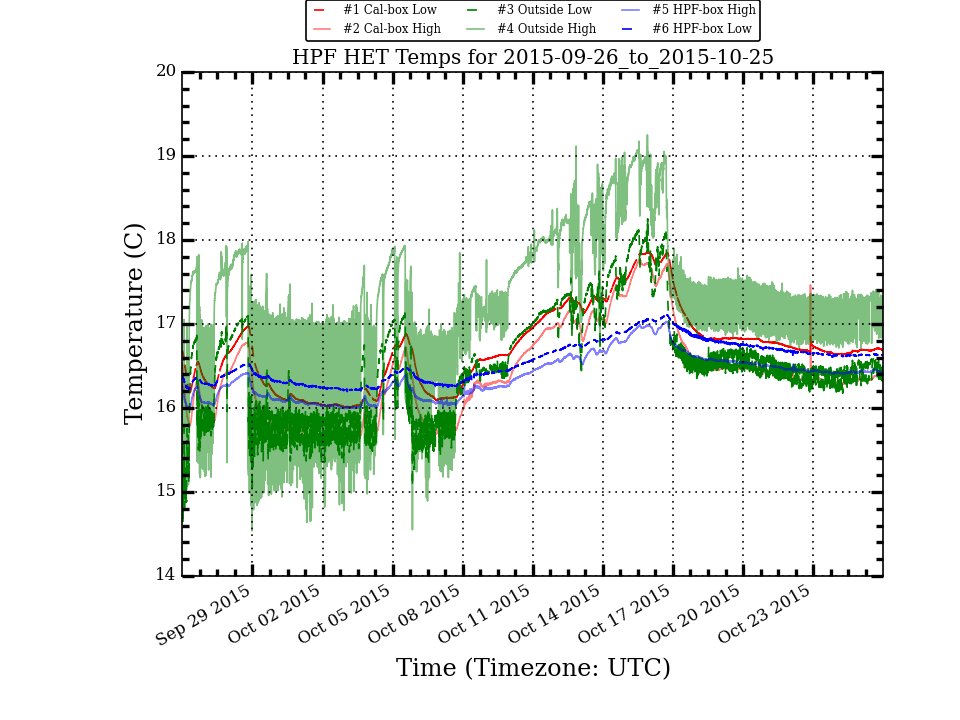 #1 Cal-box Low #3 Outside Low #5 HPF-box High
#2 Cal-box High #4 Outside High #6 HPF-box Low
HPF HET Temps for 2015-09-26_to_2015-10-25
20
19
18
17
16
15
14
Temperature (C)
Sep 29 2015 Oct 02 2015 Oct 05 2015 Oct 08 2015 Oct 11 2015 Oct 14 2015 Oct 17 2015 Oct 20 2015 Oct 23 2015
Time (Timezone: UTC)